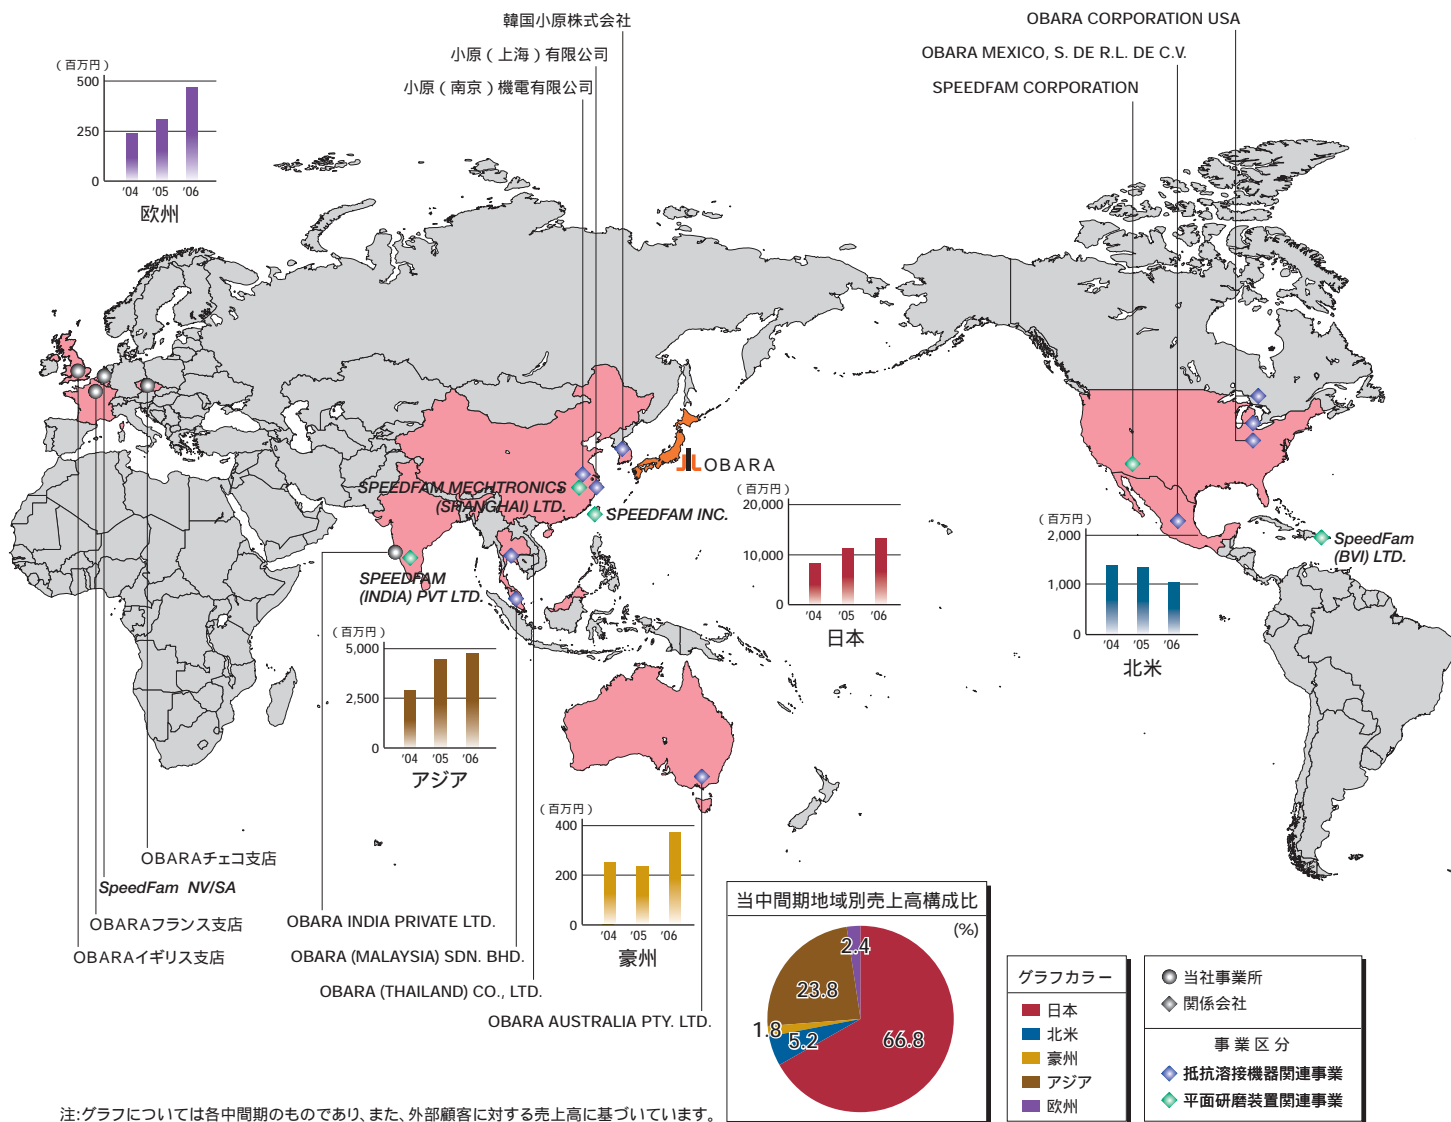 韓国小原株式会社
小原（上海）有限公司
小原（南京）機電有限公司
OBARA CORPORATION USA
OBARA MEXICO, S. DE R.L. DE C.V.
SPEEDFAM CORPORATION
（百万円）
500
250
0
'04 '05 '06
欧州
OBARA
SPEEDFAM MECHTRONICS
(SHANGHAI) LTD.
SPEEDFAM INC.
SPEEDFAM
(INDIA) PVT LTD.
（百万円）
20,000
10,000
0
'04 '05 '06
日本
（百万円）
2,000
1,000
0
'04 '05 '06
北米
SpeedFam
(BVI) LTD.
（百万円）
5,000
2,500
0
'04 '05 '06
アジア
（百万円）
400
200
0
'04 '05 '06
豪州
OBARAチェコ支店
SpeedFam NV/SA
OBARAフランス支店
OBARAイギリス支店
OBARA INDIA PRIVATE LTD.
OBARA (MALAYSIA) SDN. BHD.
OBARA (THAILAND) CO., LTD.
OBARA AUSTRALIA PTY. LTD.
当中間期地域別売上高構成比
(%)
2.4
23.8
1.8
5.2
66.8
グラフカラー
日本
北米
豪州
アジア
欧州
当社事業所
関係会社
事業区分
抵抗溶接機器関連事業
平面研磨装置関連事業
注:グラフについては各中間期のものであり、また、外部顧客に対する売上高に基づいています。